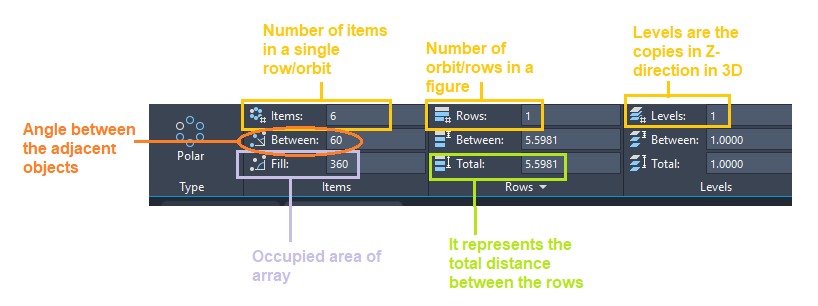 Number of items
in a single
row/orbit
Number of
orbit/rows in a
figure
Levels are the
copies in Z-
direction in 3D
Angle between
the adjacent
objects
Polar
Type
Items: 6
Between: 60
Fill: 360
Items
Rows: 1
Between: 5.5981
Total: 5.5981
Rows
Levels: 1
Between: 1.0000
Total: 1.0000
Levels
Occupied area of
array
It represents the
total distance
between the rows